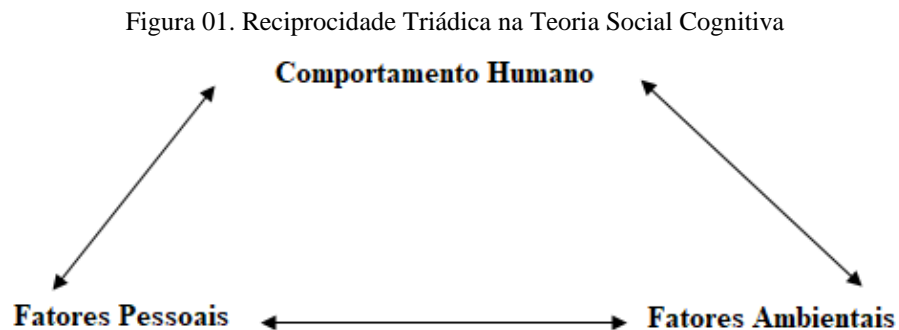 Figura 01. Reciprocidade Triádica na Teoria Social Cognitiva
Comportamento Humano
Fatores Pessoais
Fatores Ambientais